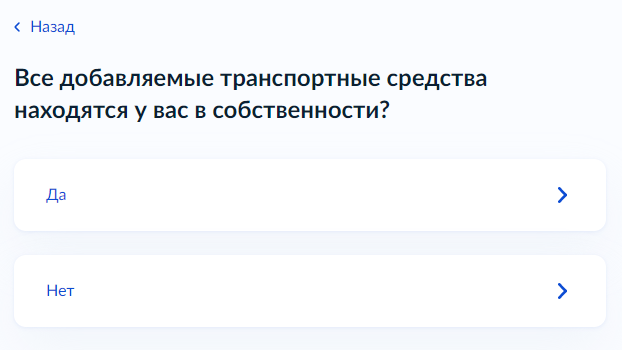 Назад
Все добавляемые транспортные средства
находятся у вас в собственности?
Да
Нет